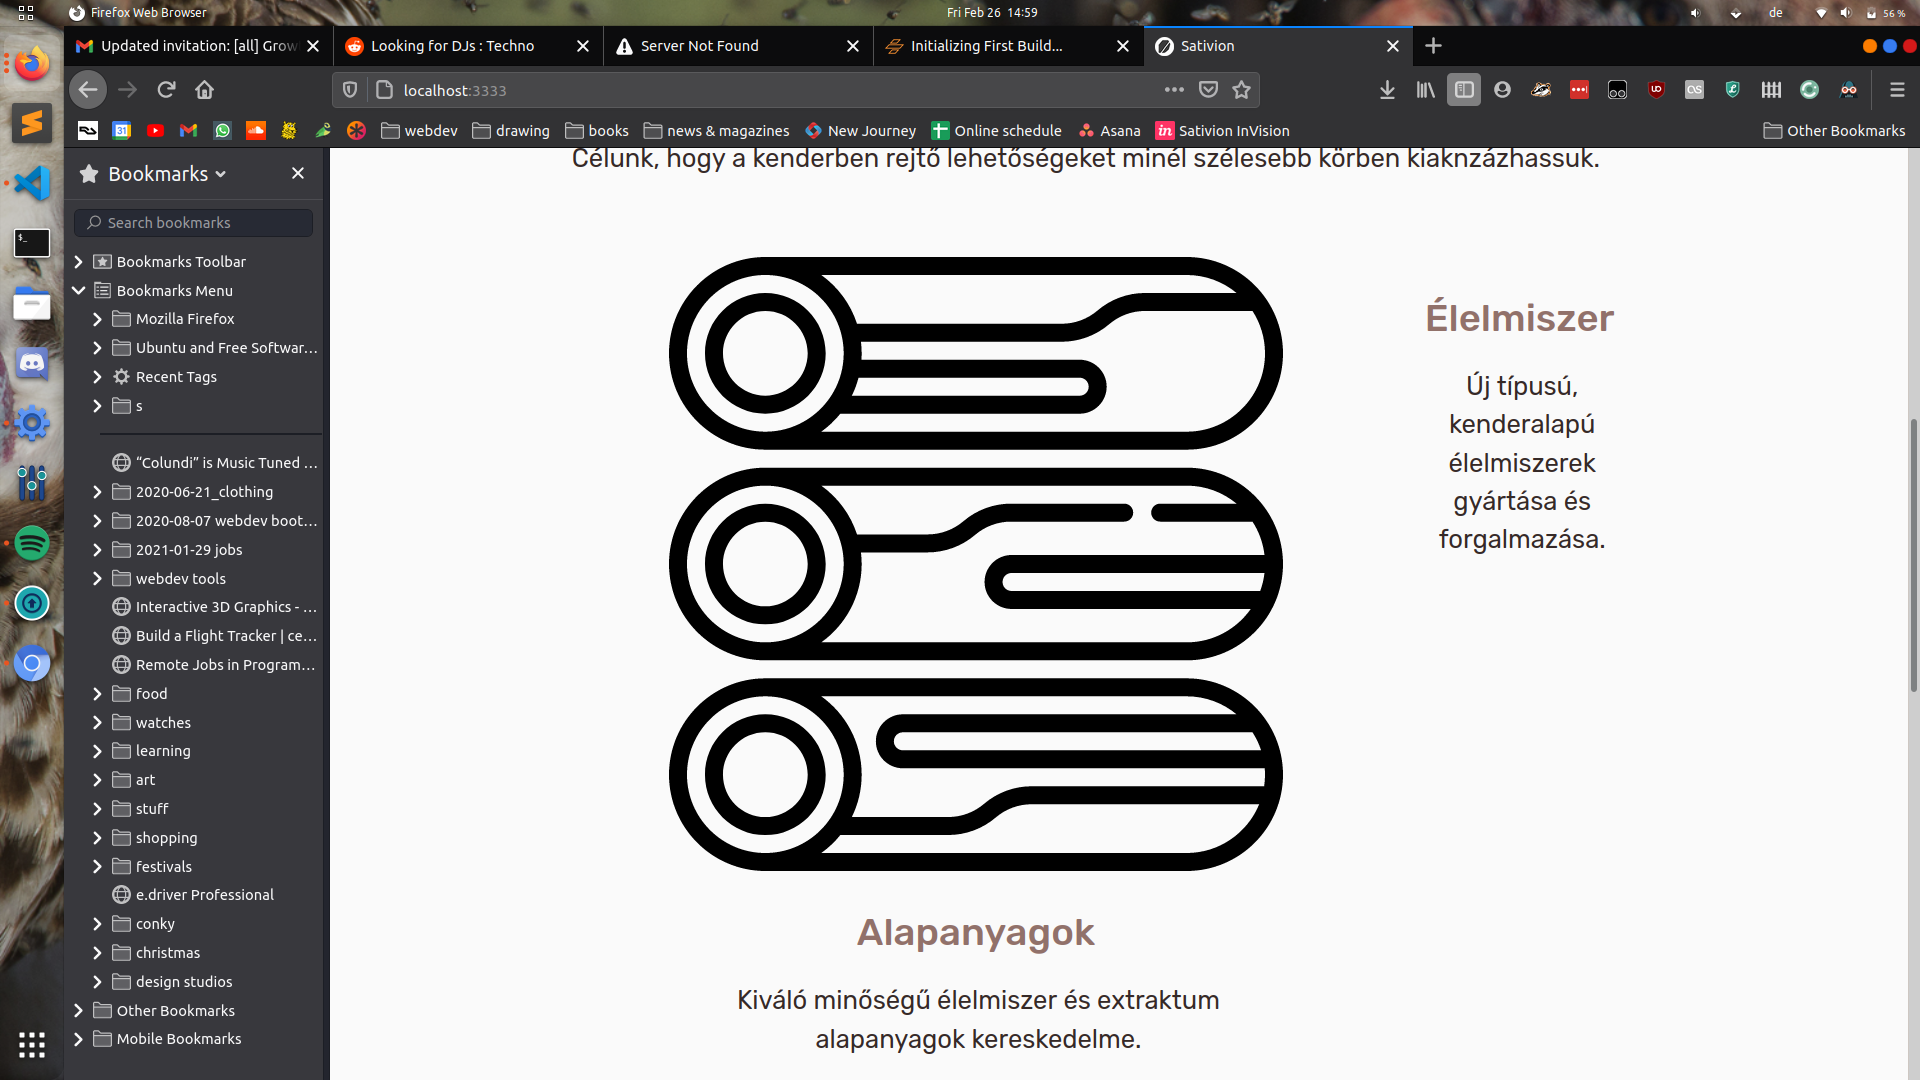 Firefox Web Browser
Fri Feb 26 14:59
de
56 %
Updated invitation: [all] Grow
Looking for DJs : Techno
Server Not Found
Initializing First Build...
Sativion
localhost:3333
webdev
drawing
books
news & magazines
New Journey
Online schedule
Asana
in Sativion InVision
Other Bookmarks
Bookmarks
Search bookmarks
Bookmarks Toolbar
Bookmarks Menu
Mozilla Firefox
Ubuntu and Free Softwar...
Recent Tags
s
“Colundi” is Music Tuned ...
2020-06-21_clothing
2020-08-07 webdev boot...
2021-01-29 jobs
webdev tools
Interactive 3D Graphics - ...
Build a Flight Tracker | ce...
Remote Jobs in Program...
food
watches
learning
art
stuff
shopping
festivals
e.driver Professional
conky
christmas
design studios
Other Bookmarks
Mobile Bookmarks
Célunk, hogy a kenderben rejtő lehetőségeket minél szélesebb körben kiaknzázhassuk.
Élelmiszer
Új típusú,
kenderalapú
élelmiszerek
gyártása és
forgalmazása.
Alapanyagok
Kiváló minőségű élelmiszer és extraktum
alapanyagok kereskedelme.